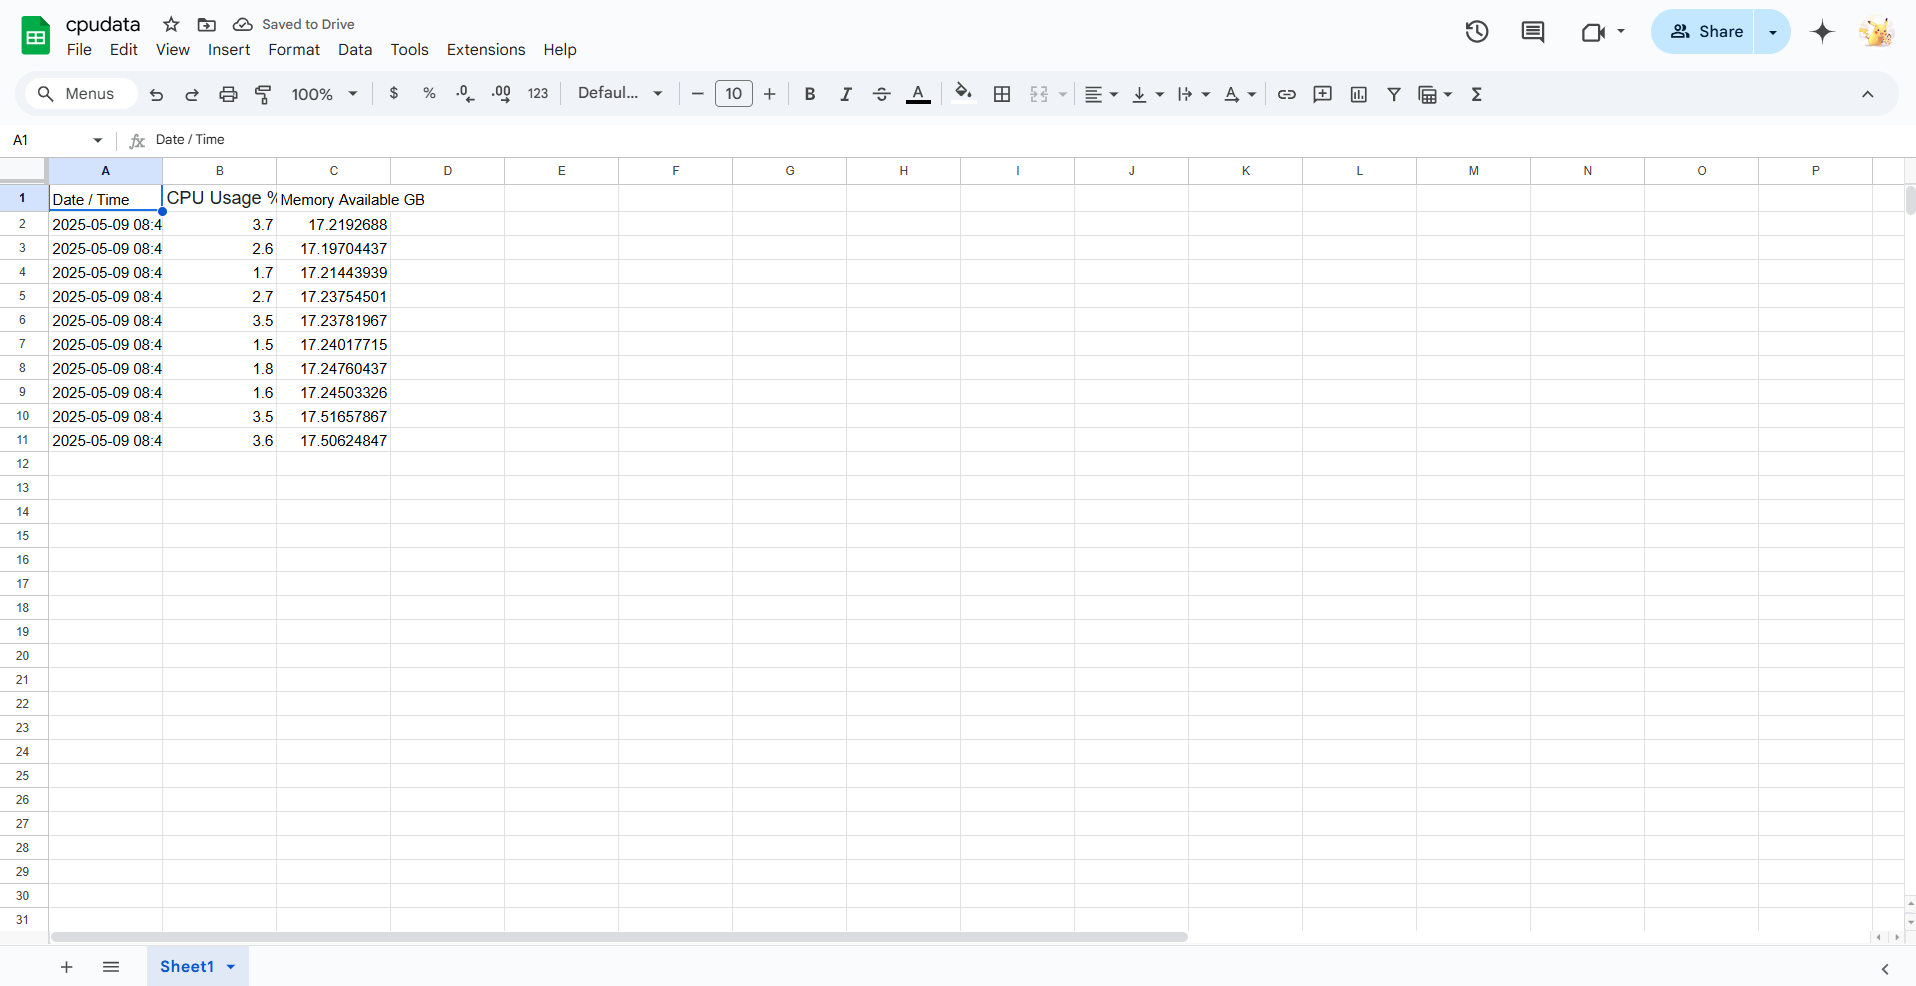 cpudata Saved to Drive
File Edit View Insert Format Data Tools Extensions Help
Share
Menus 100% $ % .0 .00 123 Defaul... 10 B I S A A Σ
A1 fx Date / Time
A B C D E F G H I J K L M N O P
1 Date / Time CPU Usage % Memory Available GB
2 2025-05-09 08:4 3.7 17.2192688
3 2025-05-09 08:4 2.6 17.19704437
4 2025-05-09 08:4 1.7 17.21443939
5 2025-05-09 08:4 2.7 17.23754501
6 2025-05-09 08:4 3.5 17.23781967
7 2025-05-09 08:4 1.5 17.24017715
8 2025-05-09 08:4 1.8 17.24760437
9 2025-05-09 08:4 1.6 17.24503326
10 2025-05-09 08:4 3.5 17.51657867
11 2025-05-09 08:4 3.6 17.50624847
12
13
14
15
16
17
18
19
20
21
22
23
24
25
26
27
28
29
30
31
Sheet1